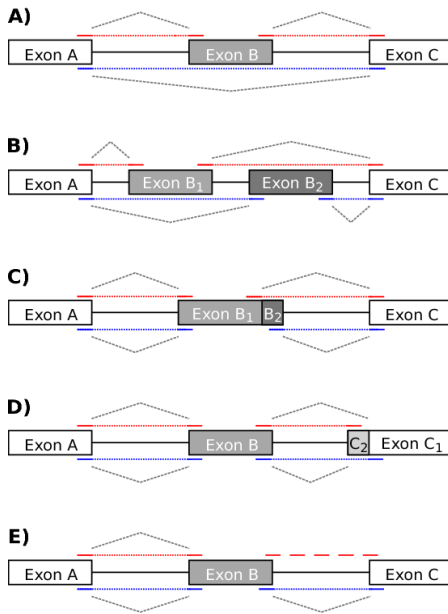 A)
Exon A Exon B Exon C
B)
Exon A Exon B₁ Exon B₂ Exon C
C)
Exon A Exon B₁ B₂ Exon C
D)
Exon A Exon B C₂ Exon C₁
E)
Exon A Exon B Exon C